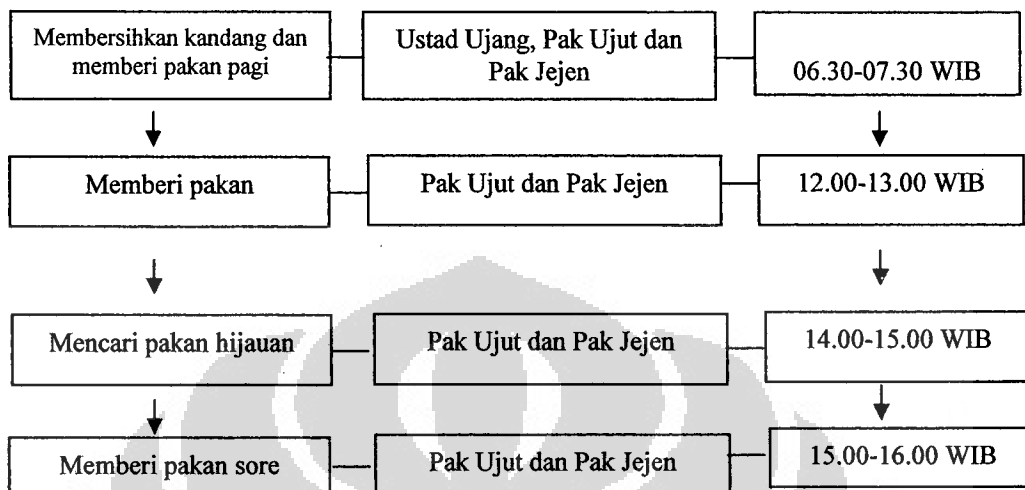 Membersihkan kandang dan
memberi pakan pagi
Ustad Ujang, Pak Ujut dan
Pak Jejen
06.30-07.30 WIB
Memberi pakan
Pak Ujut dan Pak Jejen
12.00-13.00 WIB
Mencari pakan hijauan
Pak Ujut dan Pak Jejen
14.00-15.00 WIB
Memberi pakan sore
Pak Ujut dan Pak Jejen
15.00-16.00 WIB